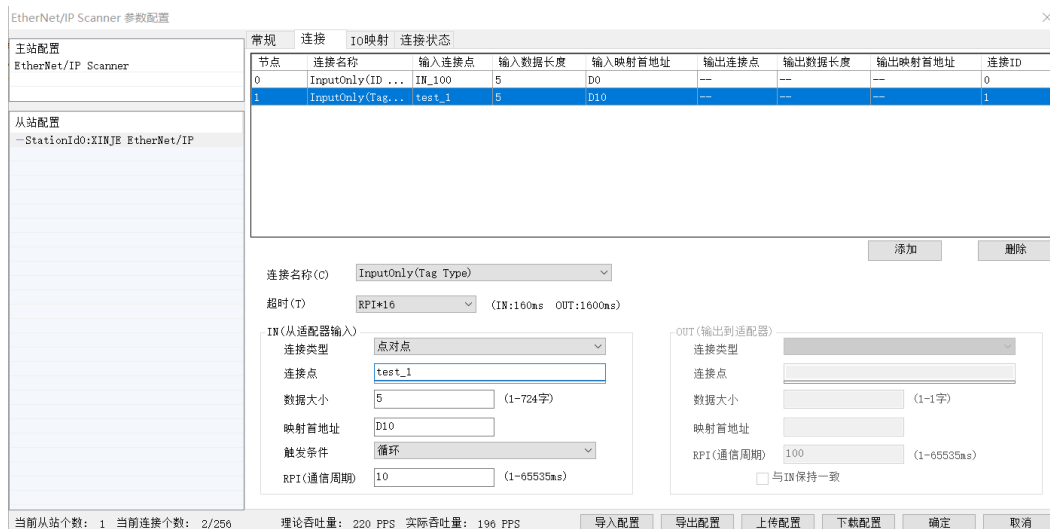 EtherNet/IP Scanner 参数配置
主站配置
EtherNet/IP Scanner
从站配置
StationId0:XINJE EtherNet/IP
常规 连接 IO映射 连接状态
节点 连接名称 输入连接点 输入数据长度 输入映射首地址 输出连接点 输出数据长度 输出映射首地址 连接ID
0 InputOnly(ID ... IN_100 5 D0 -- -- -- 0
1 InputOnly(Tag... test_1 5 D10 -- -- -- 1
添加 删除
连接名称(C) InputOnly(Tag Type)
超时(T) RPI*16 (IN:160ms OUT:1600ms)
IN(从适配器输入)
连接类型 点对点
连接点 test_1
数据大小 5 (1-724字)
映射首地址 D10
触发条件 循环
RPI(通信周期) 10 (1-65535ms)
OUT(输出到适配器)
连接类型
连接点
数据大小 (1-1字)
映射首地址
RPI(通信周期) 100 (1-65535ms)
与IN保持一致
当前从站个数: 1 当前连接个数: 2/256 理论吞吐量: 220 PPS 实际吞吐量: 196 PPS 导入配置 导出配置 上传配置 下载配置 确定 取消